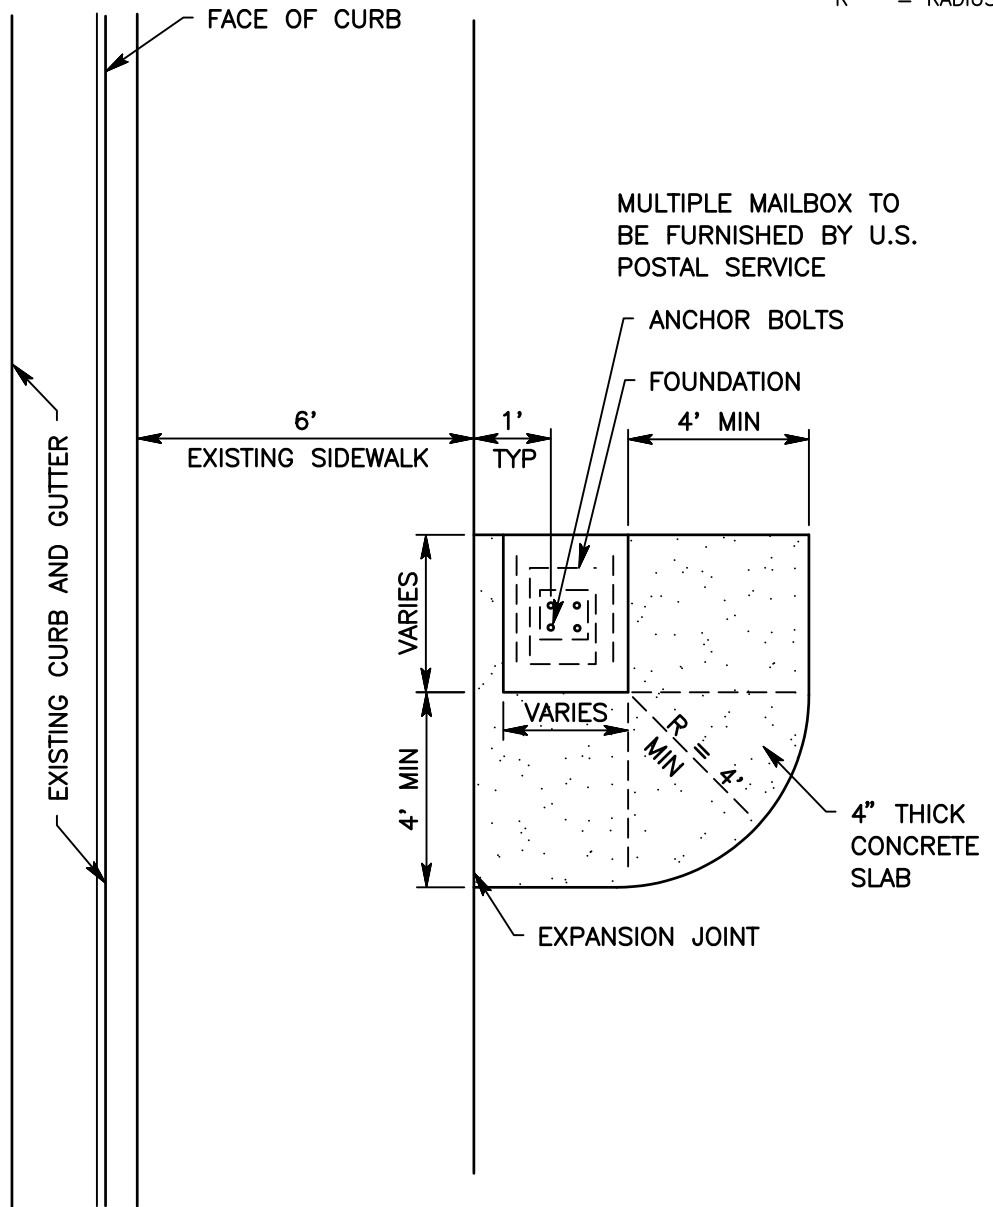 R = RADIUS
FACE OF CURB
MULTIPLE MAILBOX TO
BE FURNISHED BY U.S.
POSTAL SERVICE
ANCHOR BOLTS
FOUNDATION
6'
1'
4' MIN
EXISTING SIDEWALK
TYP
EXISTING CURB AND GUTTER
VARIES
VARIES
R = 4'
MIN
4' MIN
4" THICK
CONCRETE
SLAB
EXPANSION JOINT